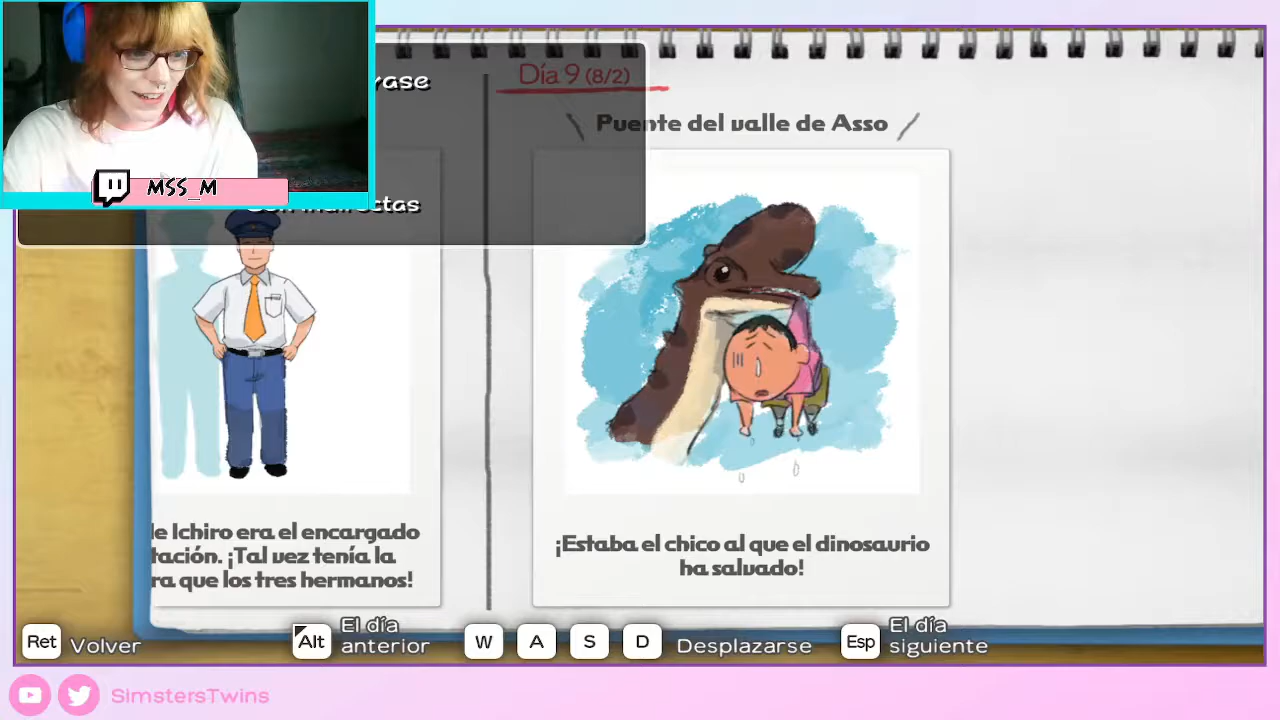 MSS_M
Día 9 (8/2)
Puente del valle de Asso
de Ichiro era el encargado
tación. ¡Tal vez tenía la
ra que los tres hermanos!
¡Estaba el chico al que el dinosaurio
ha salvado!
Ret Volver
Alt El día
anterior
W A S D Desplazarse
Esp El día
siguiente
SimstersTwins